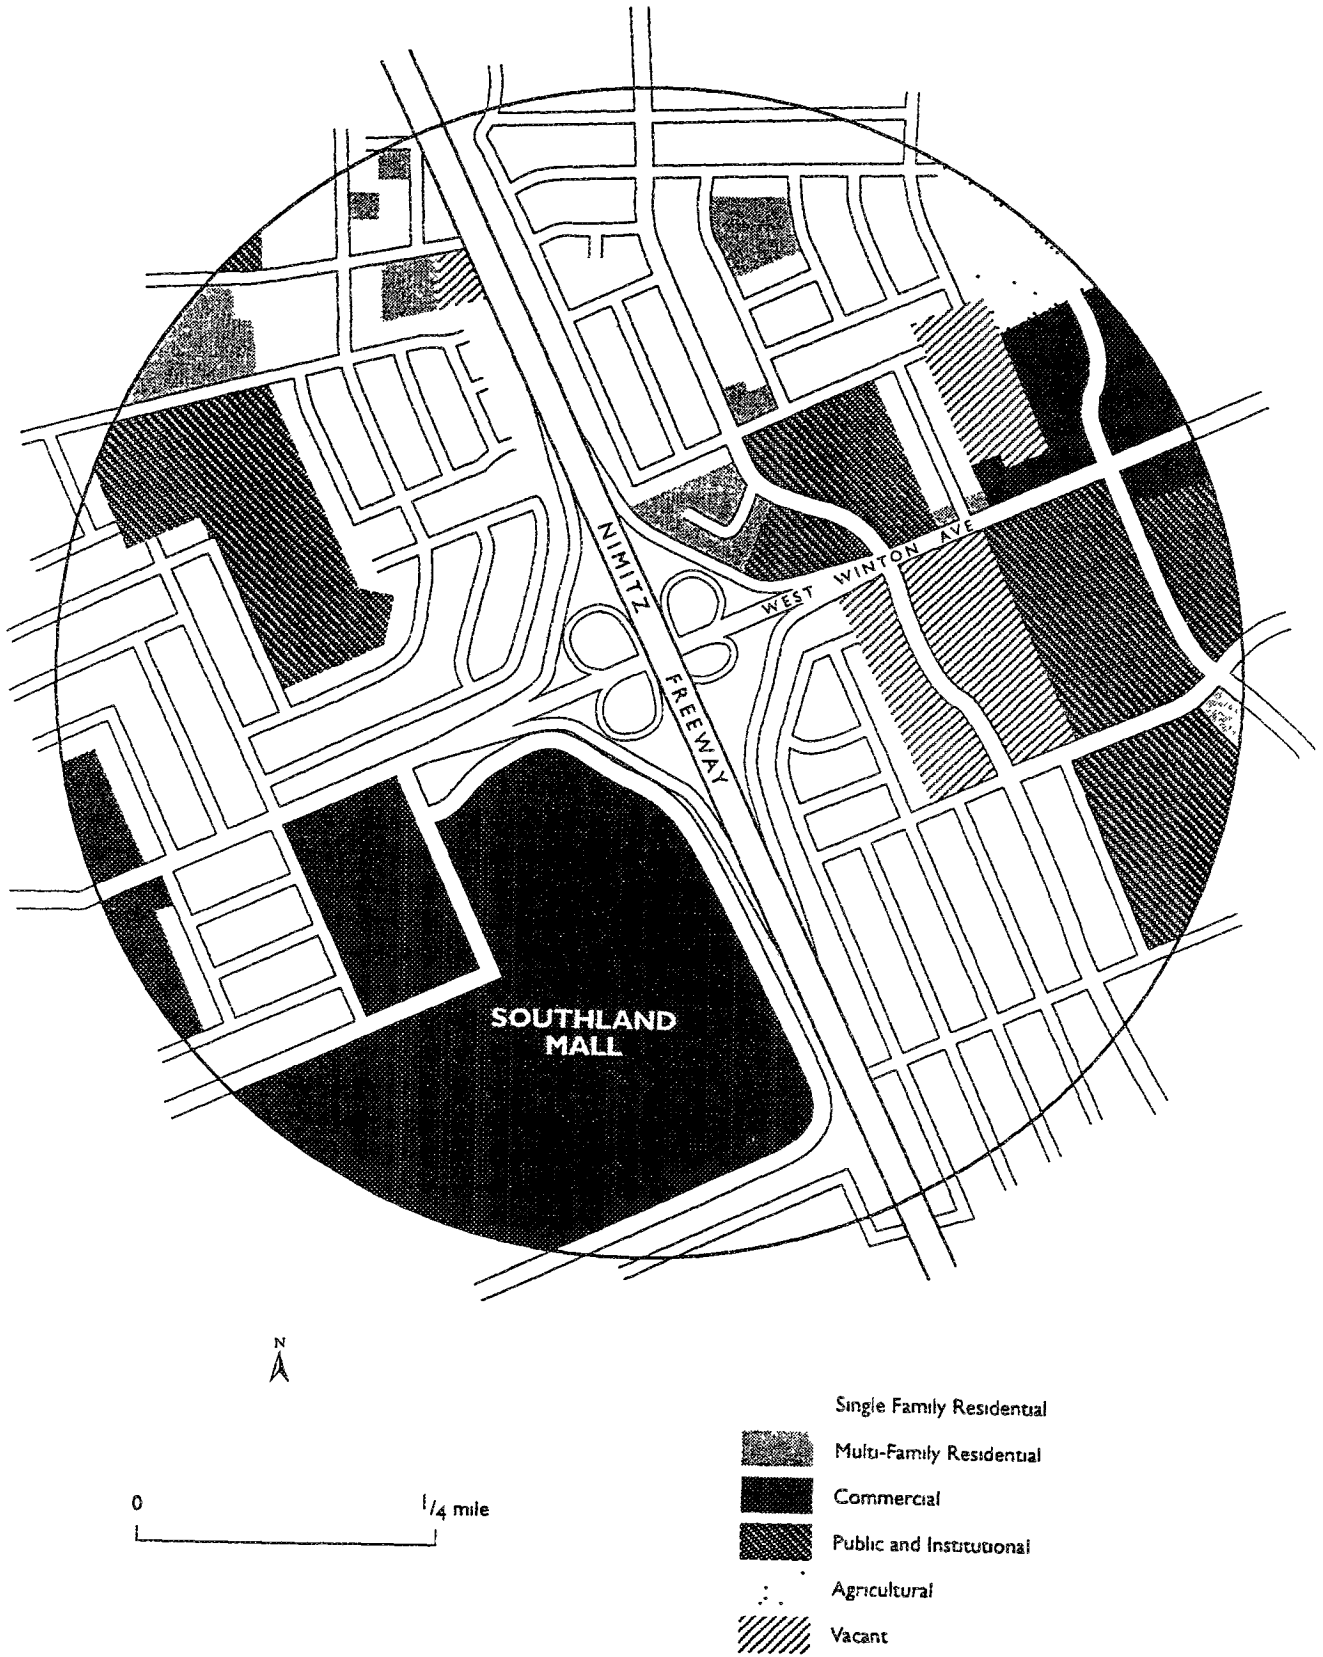 NIMITZ
FREEWAY
WEST WINTON AVE
SOUTHLAND
MALL
N
0
1/4 mile
Single Family Residential
Multi-Family Residential
Commercial
Public and Institutional
Agricultural
Vacant